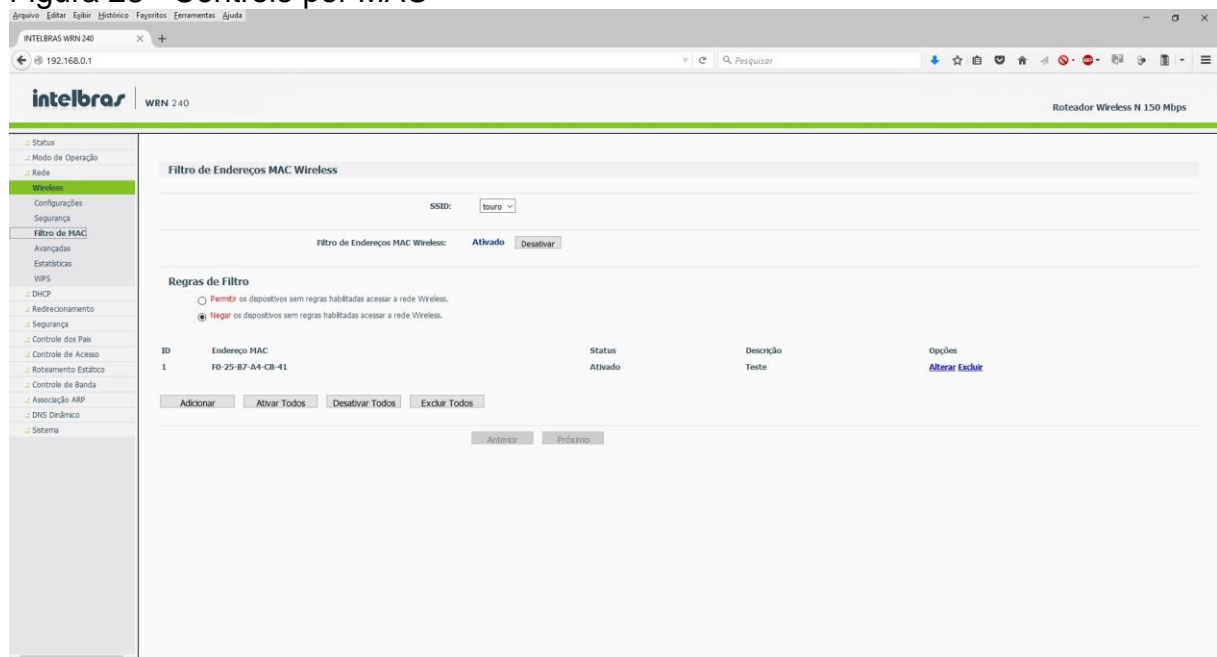 Arquivo Editar Exibir Histórico Favoritos Ferramentas Ajuda
INTELBRAS WRN 240
192.168.0.1
Pesquisar
intelbras WRN 240
Roteador Wireless N 150 Mbps
.: Status
.: Modo de Operação
.: Rede
Wireless
Configurações
Segurança
Filtro de MAC
Avançadas
Estatísticas
WPS
.: DHCP
.: Redirecionamento
.: Segurança
.: Controle dos Pais
.: Controle de Acesso
.: Roteamento Estático
.: Controle de Banda
.: Associação ARP
.: DNS Dinâmico
.: Sistema
Filtro de Endereços MAC Wireless
SSID: touro
Filtro de Endereços MAC Wireless: Ativado Desativar
Regras de Filtro
Permitir os dispositivos sem regras habilitadas acessar a rede Wireless.
Negar os dispositivos sem regras habilitadas acessar a rede Wireless.
ID Endereço MAC Status Descrição Opções
1 F0-25-B7-A4-CB-41 Ativado Teste Alterar Excluir
Adicionar Ativar Todos Desativar Todos Excluir Todos
Anterior Próximo